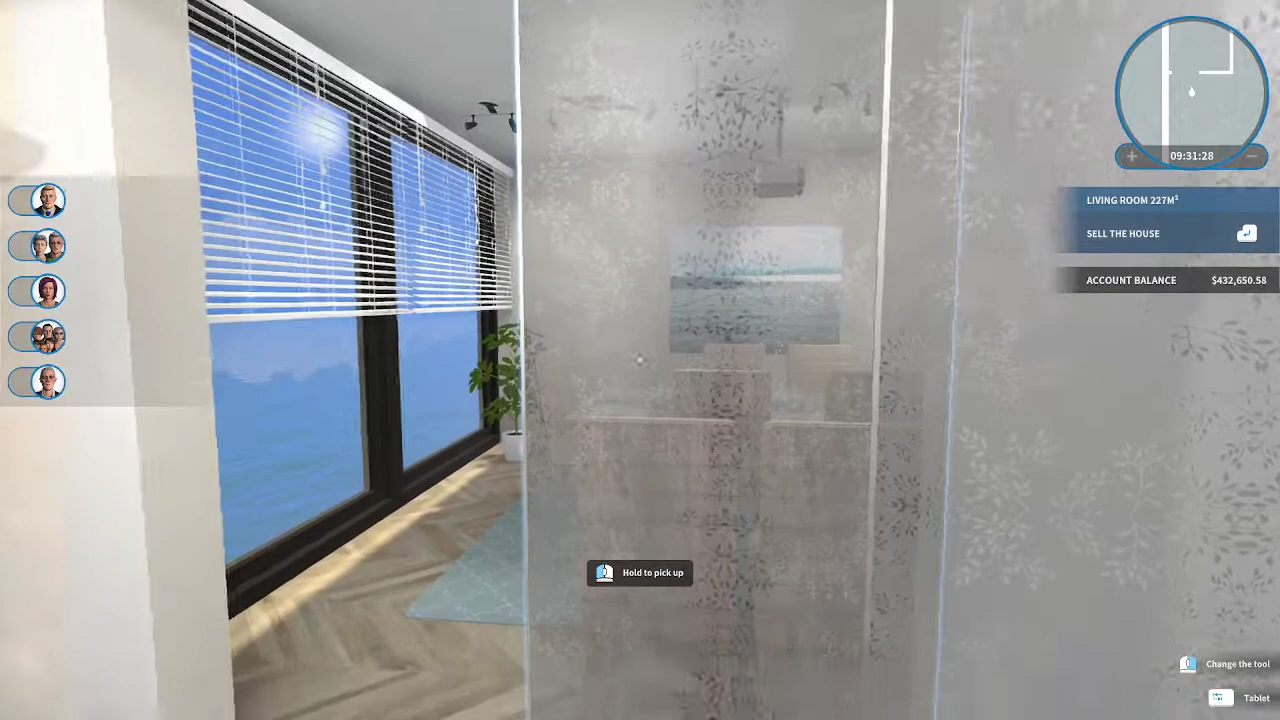 09:31:28
LIVING ROOM 227M²
SELL THE HOUSE
ACCOUNT BALANCE $432,650.58
Hold to pick up
Change the tool
Tablet